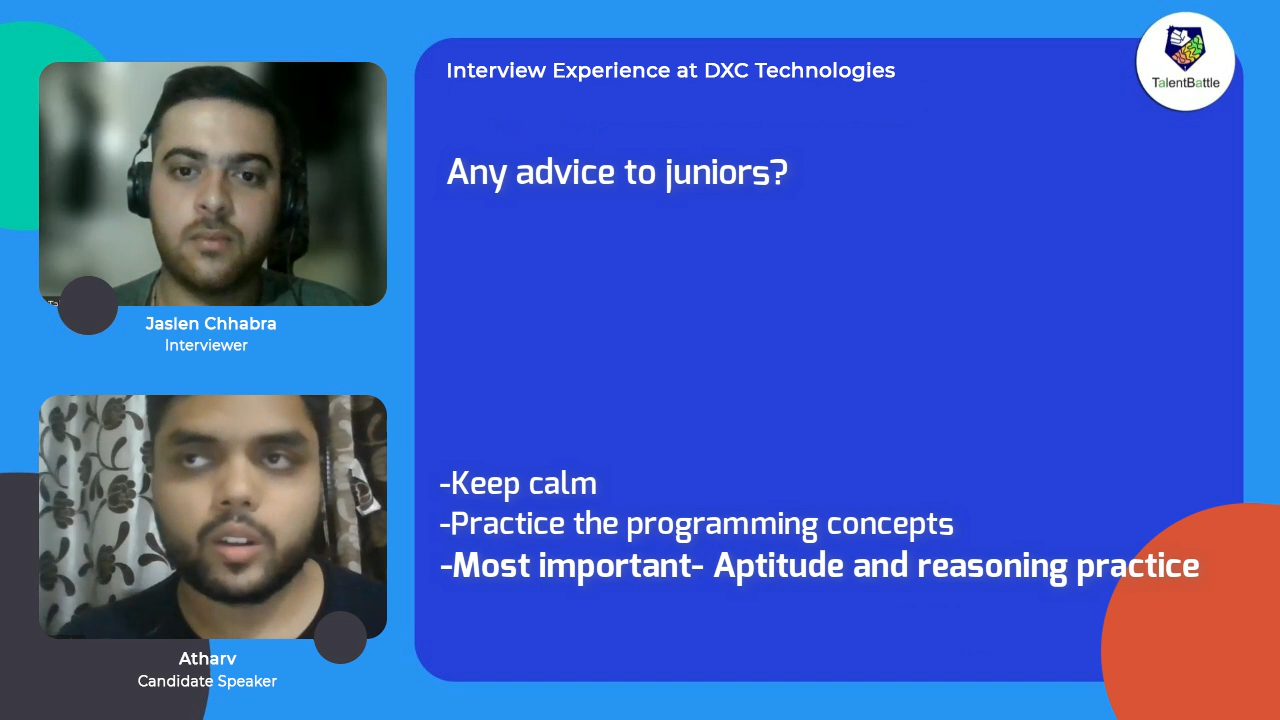 Interview Experience at DXC Technologies
TalentBattle
Any advice to juniors?
Jaslen Chhabra
Interviewer
-Keep calm
-Practice the programming concepts
-Most important- Aptitude and reasoning practice
Atharv
Candidate Speaker